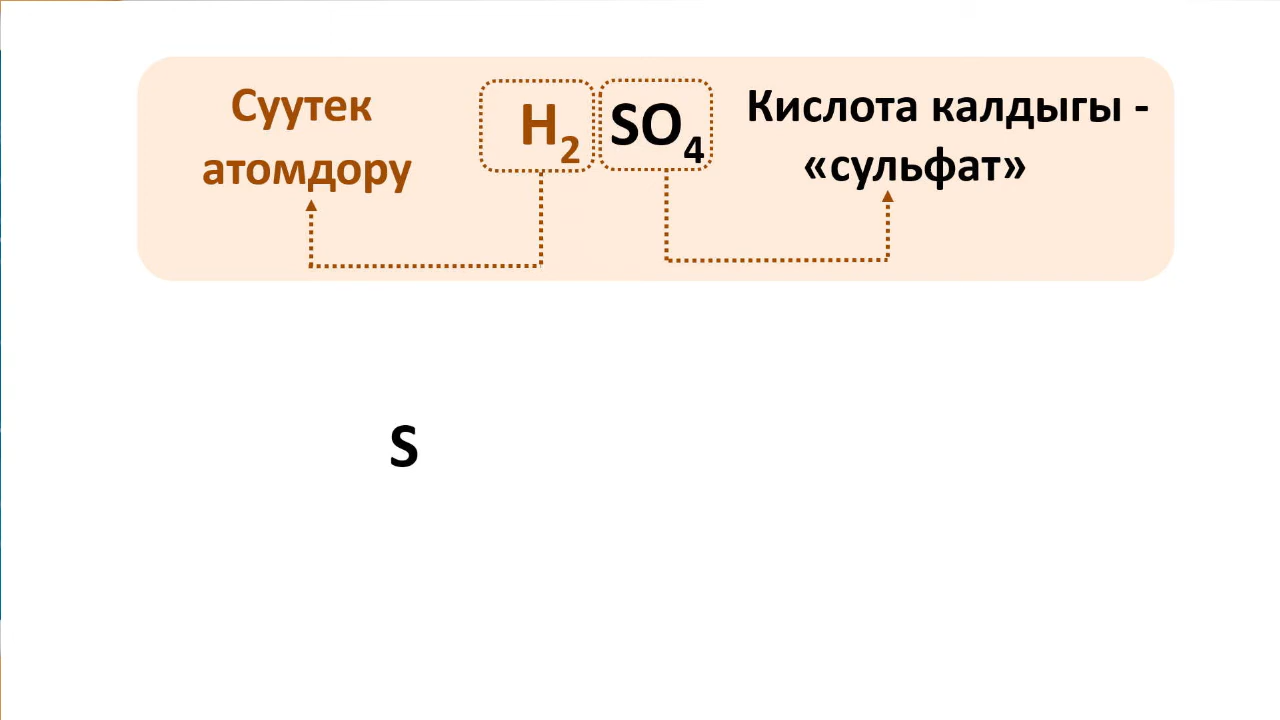 Суутек
атомдору
H₂ SO₄
Кислота калдыгы -
«сульфат»
S